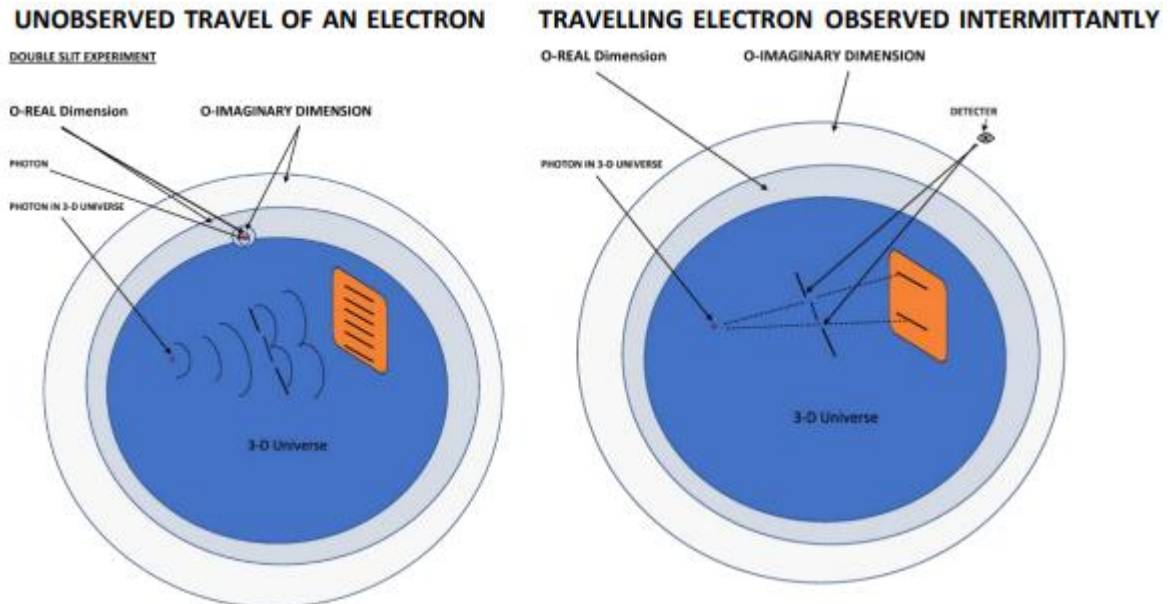 UNOBSERVED TRAVEL OF AN ELECTRON
DOUBLE SLIT EXPERIMENT
O-REAL Dimension
O-IMAGINARY DIMENSION
PHOTON
PHOTON IN 3-D UNIVERSE
3-D Universe
TRAVELLING ELECTRON OBSERVED INTERMITTANTLY
O-REAL Dimension
O-IMAGINARY DIMENSION
DETECTER
PHOTON IN 3-D UNIVERSE
3-D Universe